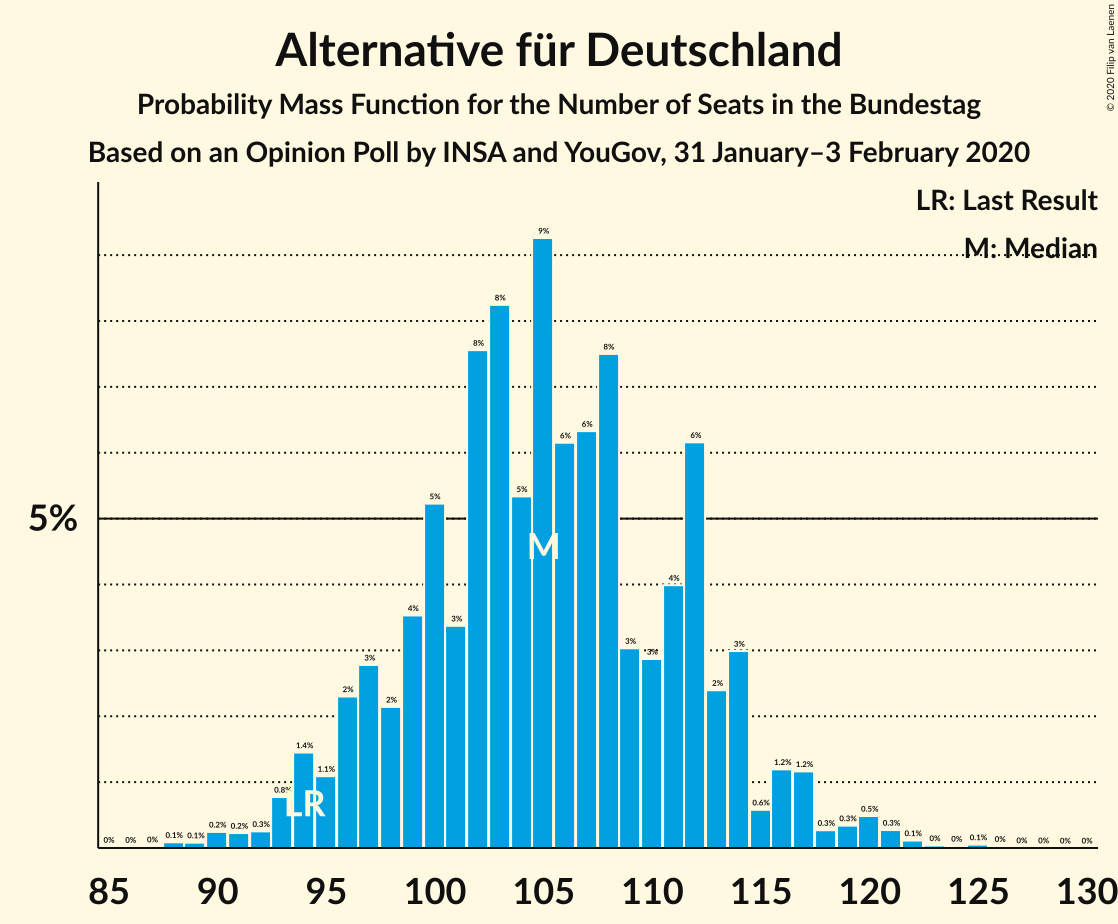 Alternative für Deutschland
Probability Mass Function for the Number of Seats in the Bundestag
Based on an Opinion Poll by INSA and YouGov, 31 January–3 February 2020
© 2020 Filip van Laenen
LR: Last Result
M: Median
5%
0% 0% 0% 0.1% 0.1% 0.2% 0.2% 0.3% 0.8% 1.4% 1.1% 2% 3% 2% 4% 5% 3% 8% 8% 5% 9% 6% 6% 8% 3% 3% 4% 6% 2% 3% 0.6% 1.2% 1.2% 0.3% 0.3% 0.5% 0.3% 0.1% 0% 0% 0.1% 0% 0% 0% 0% 0%
M
LR
85 90 95 100 105 110 115 120 125 130